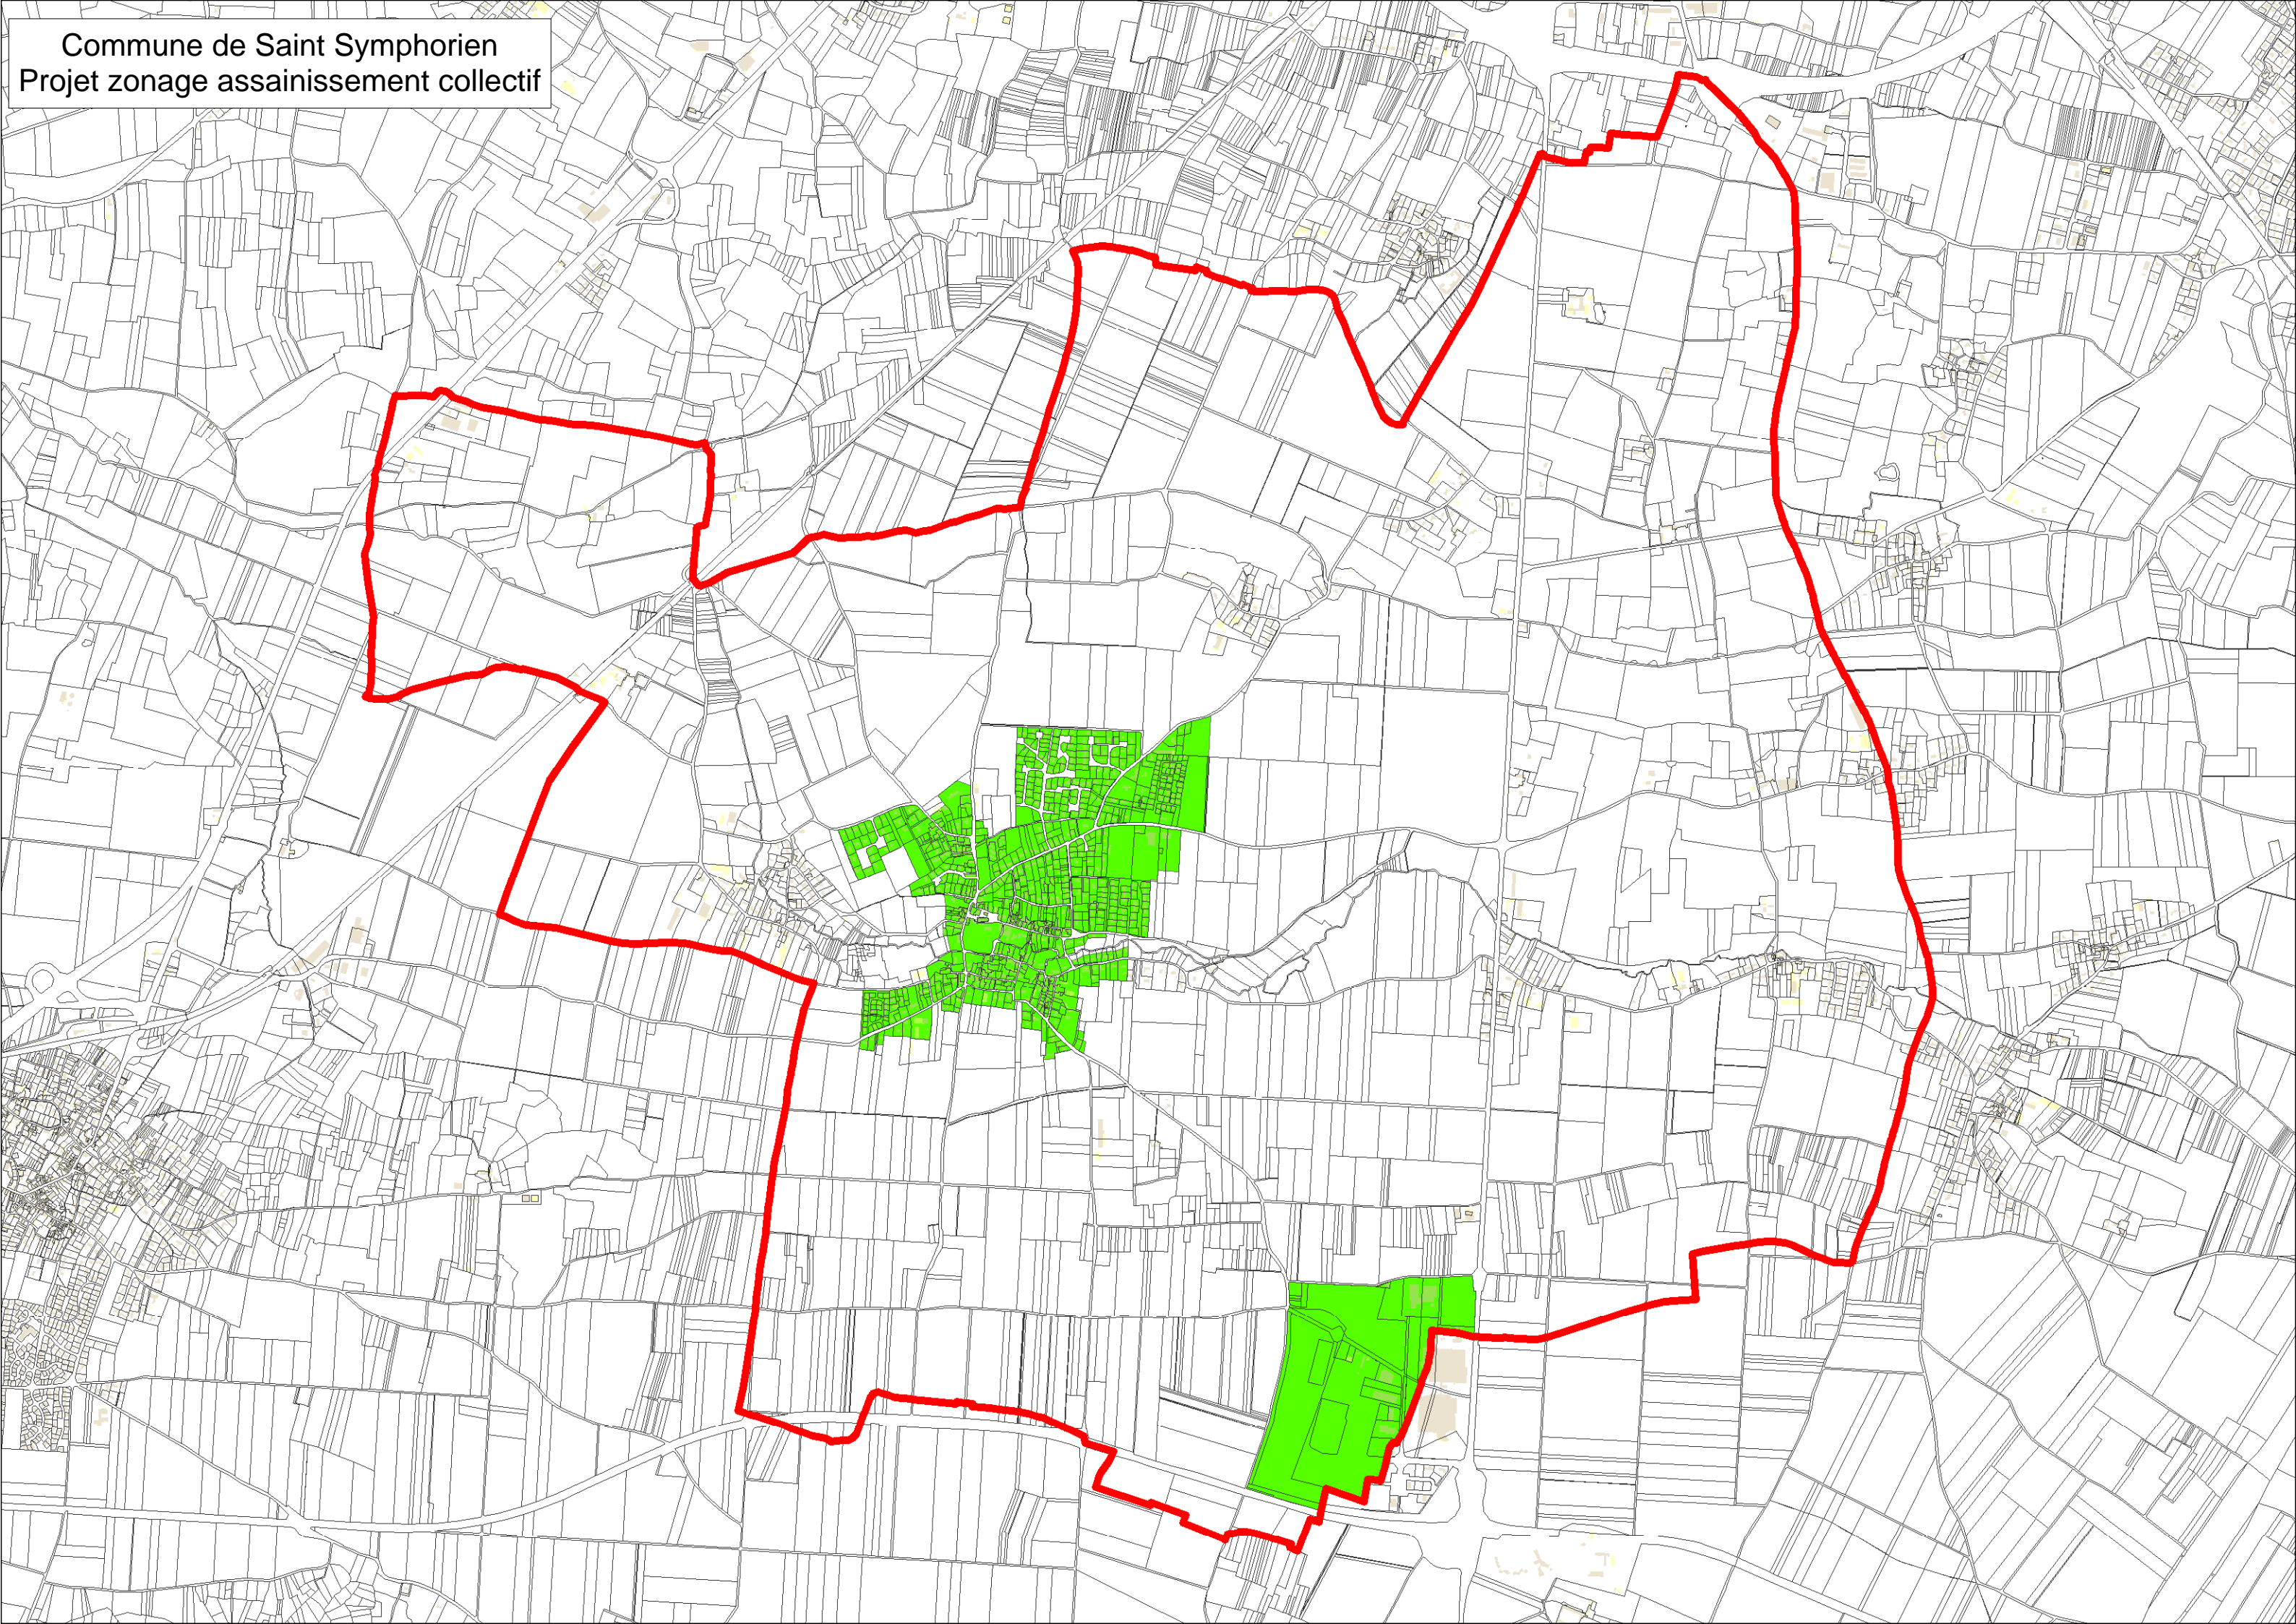 Commune de Saint Symphorien
Projet zonage assainissement collectif